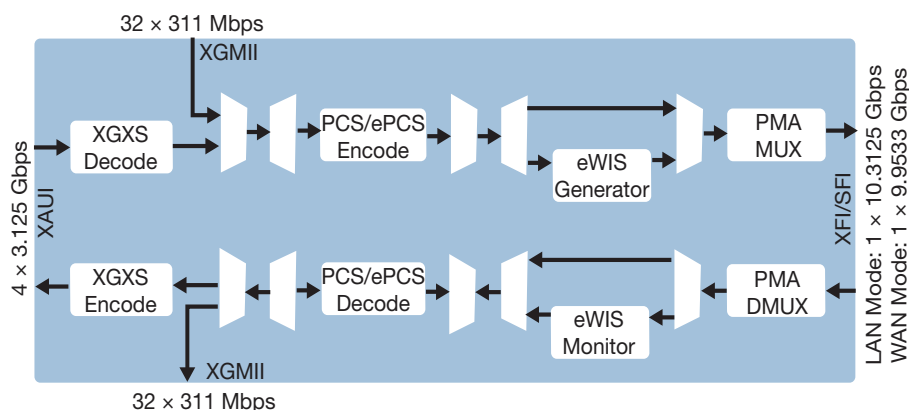 32 × 311 Mbps
XGMII
XGXS
Decode
PCS/ePCS
Encode
eWIS
Generator
PMA
MUX
4 × 3.125 Gbps
XAUI
XFI/SFI
LAN Mode: 1 × 10.3125 Gbps
WAN Mode: 1 × 9.9533 Gbps
XGXS
Encode
PCS/ePCS
Decode
eWIS
Monitor
PMA
DMUX
XGMII
32 × 311 Mbps